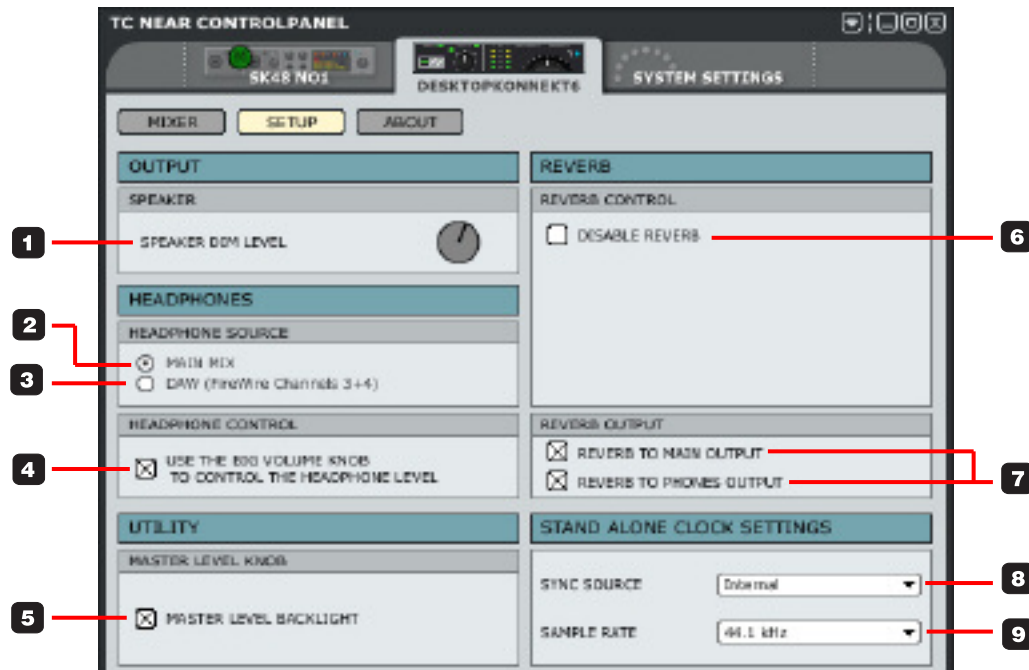 TC NEAR CONTROLPANEL
SK48 NO1
DESKTOPKONNEKT6
SYSTEM SETTINGS
MIXER
SETUP
ABOUT
OUTPUT
SPEAKER
1
SPEAKER DIM LEVEL
HEADPHONES
HEADPHONE SOURCE
2
MAIN MIX
3
DAW (FireWire Channels 3+4)
HEADPHONE CONTROL
4
USE THE BIG VOLUME KNOB
TO CONTROL THE HEADPHONE LEVEL
UTILITY
MASTER LEVEL KNOB
5
MASTER LEVEL BACKLIGHT
REVERB
REVERB CONTROL
DISABLE REVERB
6
REVERB OUTPUT
REVERB TO MAIN OUTPUT
REVERB TO PHONES OUTPUT
7
STAND ALONE CLOCK SETTINGS
SYNC SOURCE
Internal
8
SAMPLE RATE
44.1 kHz
9